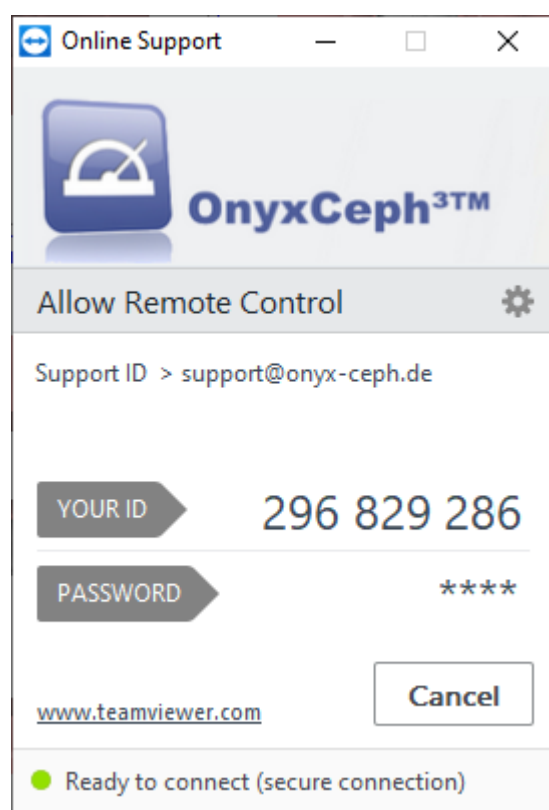 Online Support
OnyxCeph³™
Allow Remote Control
Support ID > support@onyx-ceph.de
YOUR ID 296 829 286
PASSWORD ****
www.teamviewer.com Cancel
Ready to connect (secure connection)